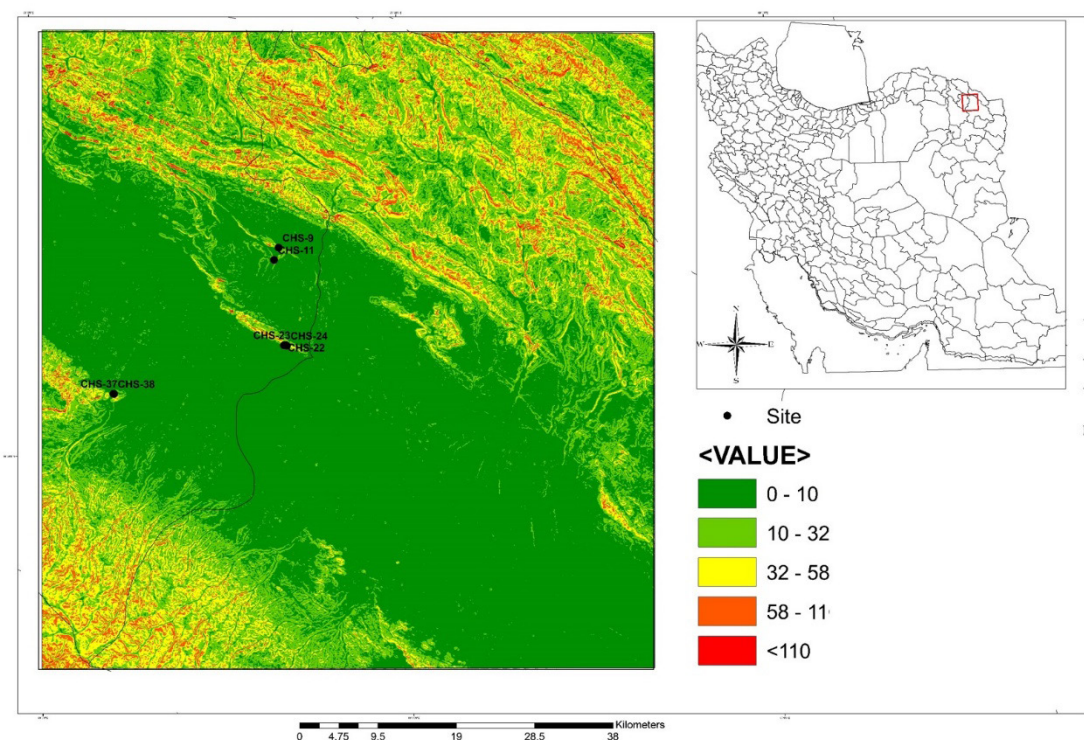 CHS-9
CHS-11
CHS-23CHS-24
CHS-22
CHS-37CHS-38
N
W E
S
Site
<VALUE>
0 - 10
10 - 32
32 - 58
58 - 11
<110
Kilometers
0 4.75 9.5 19 28.5 38